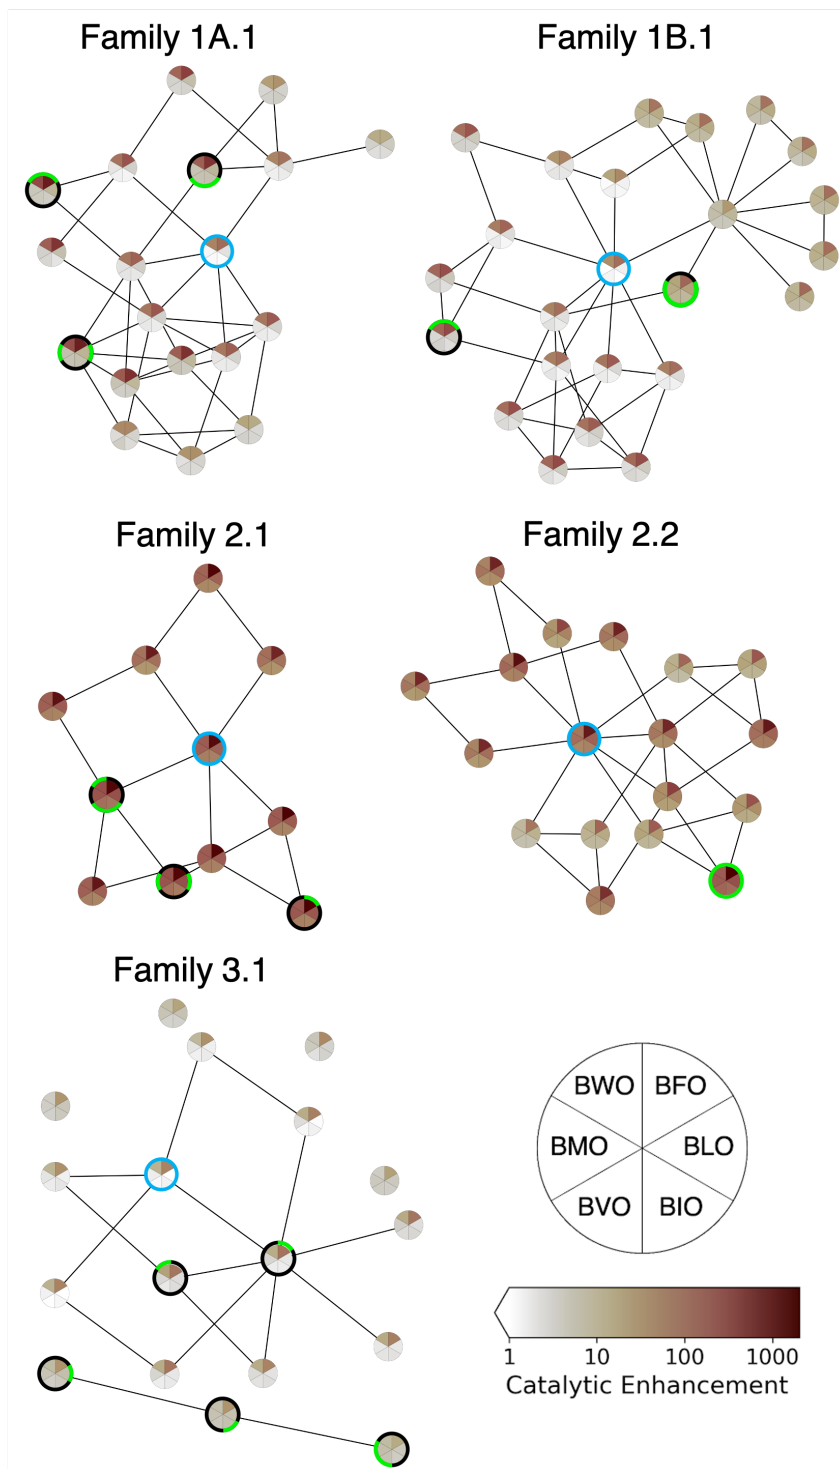 Family 1A.1
Family 1B.1
Family 2.1
Family 2.2
Family 3.1
BWO BFO
BMO BLO
BVO BIO
1 10 100 1000
Catalytic Enhancement